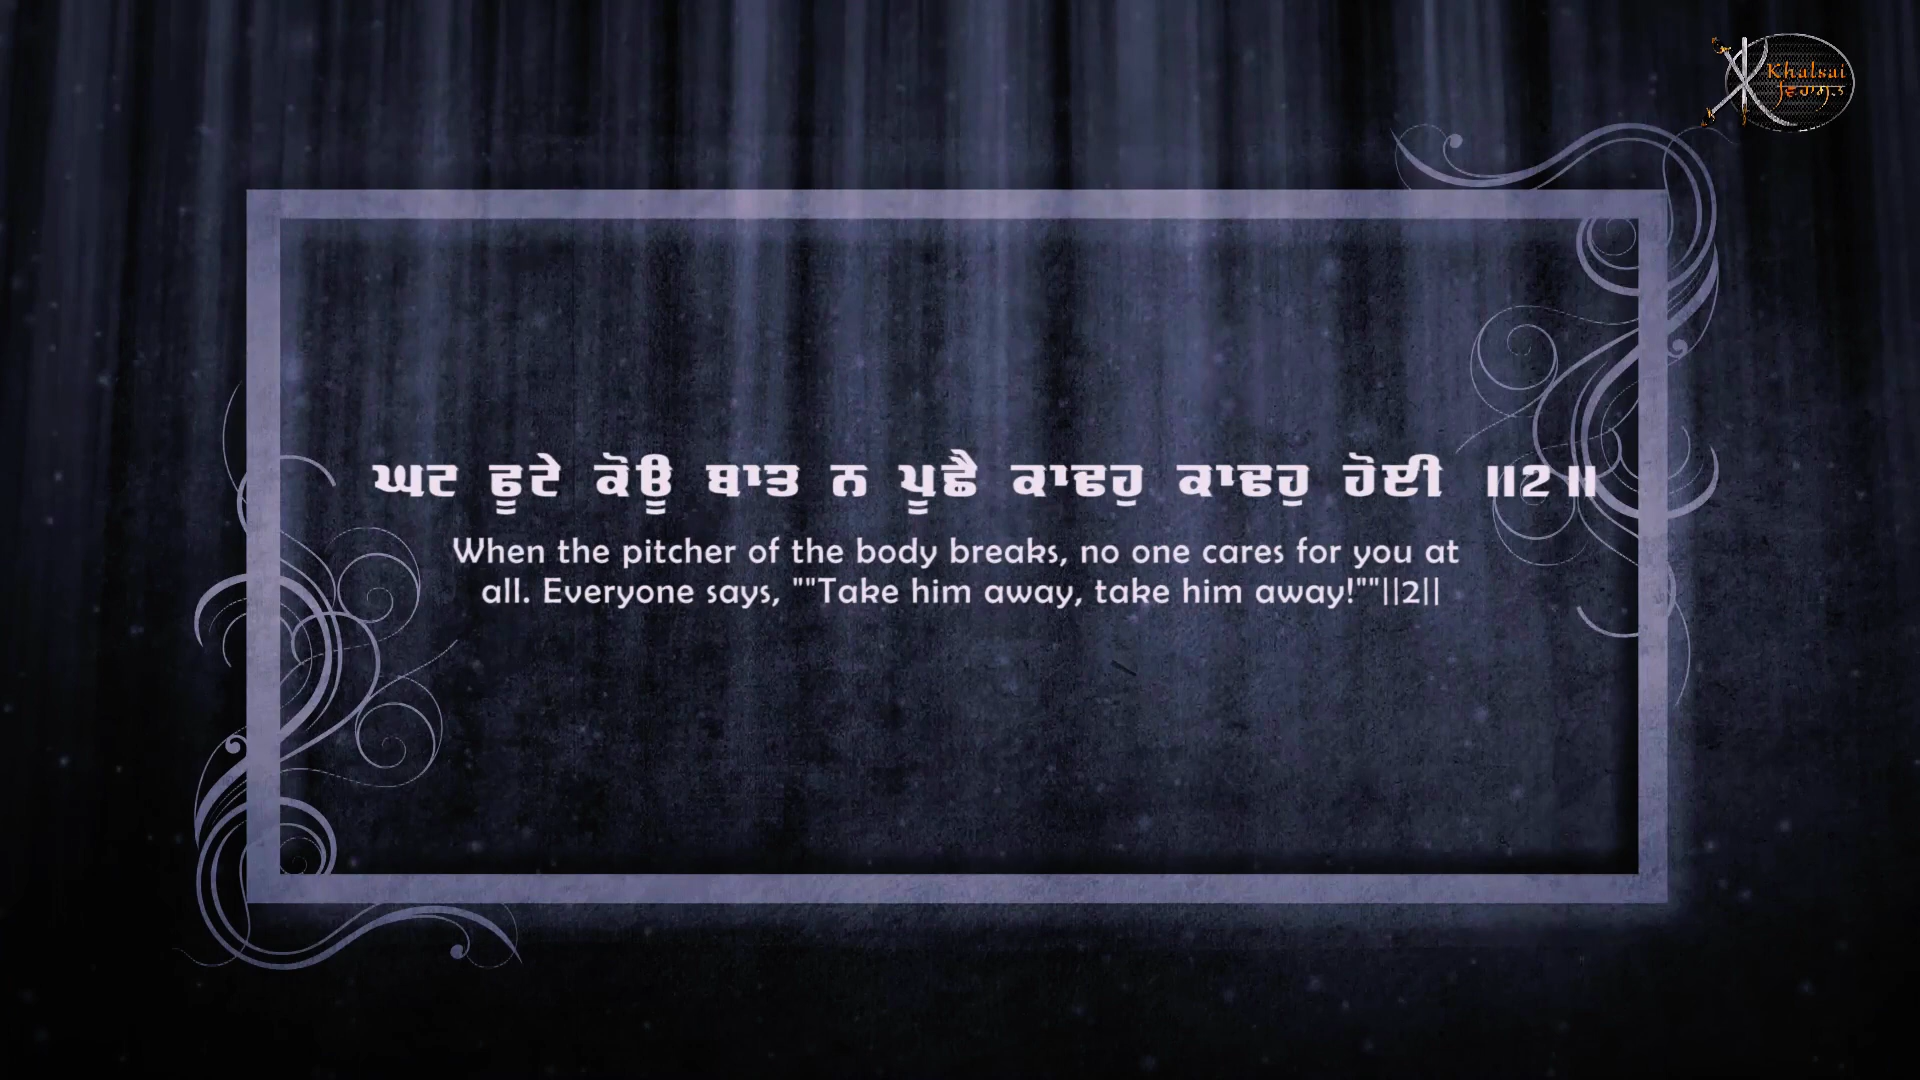 Khalsai
ਵਿਰਾਸਤ
ਘਟ ਫੂਟੇ ਕੋਊ ਬਾਤ ਨ ਪੂਛੈ ਕਾਢਹੁ ਕਾਢਹੁ ਹੋਈ ॥੨॥
When the pitcher of the body breaks, no one cares for you at
all. Everyone says, ""Take him away, take him away!""||2||